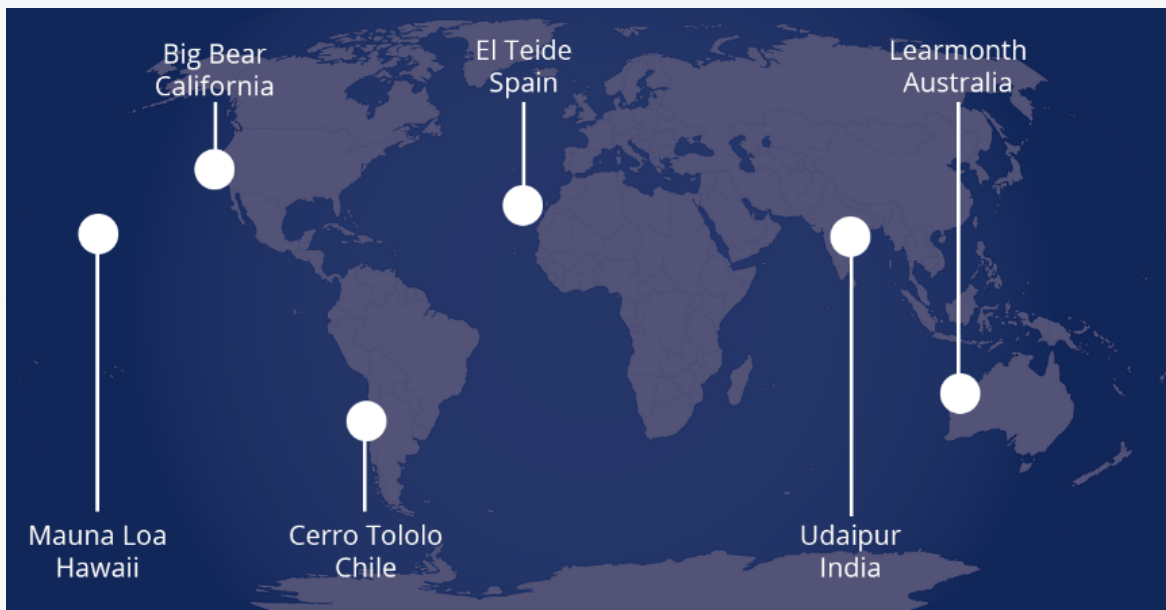 Big Bear
California
El Teide
Spain
Learmonth
Australia
Mauna Loa
Hawaii
Cerro Tololo
Chile
Udaipur
India